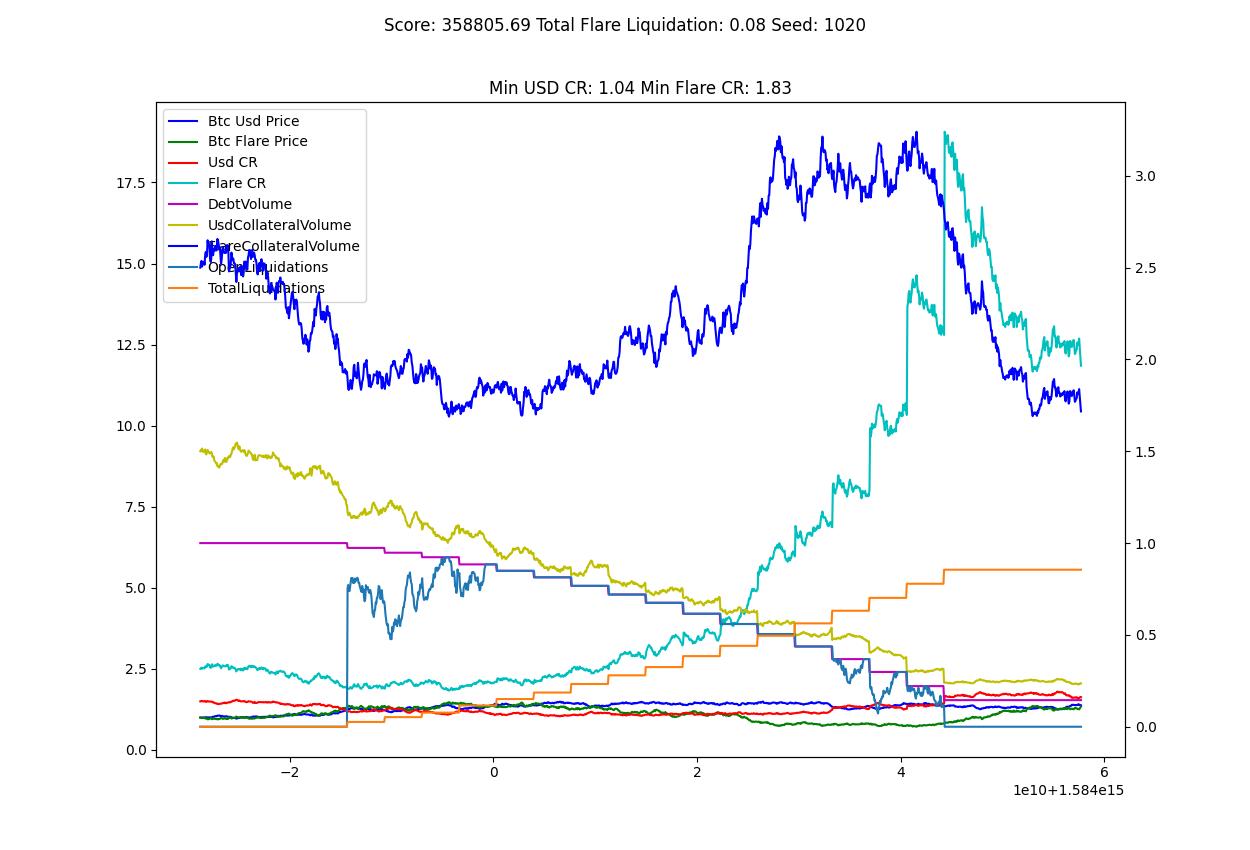 Score: 358805.69 Total Flare Liquidation: 0.08 Seed: 1020
Min USD CR: 1.04 Min Flare CR: 1.83
Btc Usd Price
Btc Flare Price
Usd CR
Flare CR
DebtVolume
UsdCollateralVolume
FlareCollateralVolume
OpenLiquidations
TotalLiquidations
17.5
15.0
12.5
10.0
7.5
5.0
2.5
0.0
3.0
2.5
2.0
1.5
1.0
0.5
0.0
−2
0
2
4
6
1e10+1.584e15